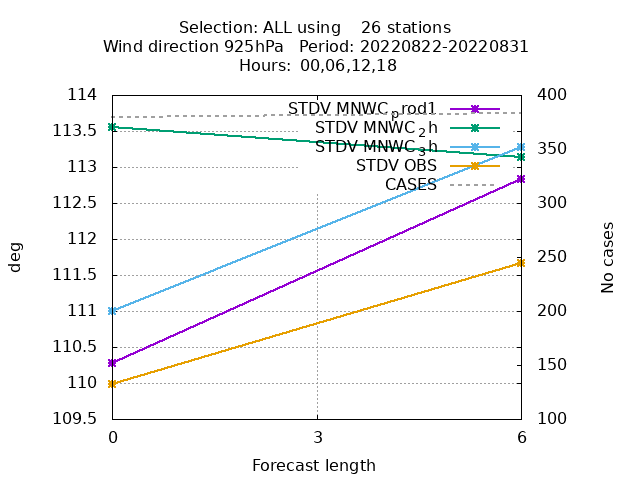 Selection: ALL using 26 stations
Wind direction 925hPa Period: 20220822-20220831
Hours: 00,06,12,18
114
113.5
113
112.5
112
111.5
111
110.5
110
109.5
400
350
300
250
200
150
100
STDV MNWC_prod1
STDV MNWC_2h
STDV MNWC_3h
STDV OBS
CASES
deg
No cases
0 3 6
Forecast length